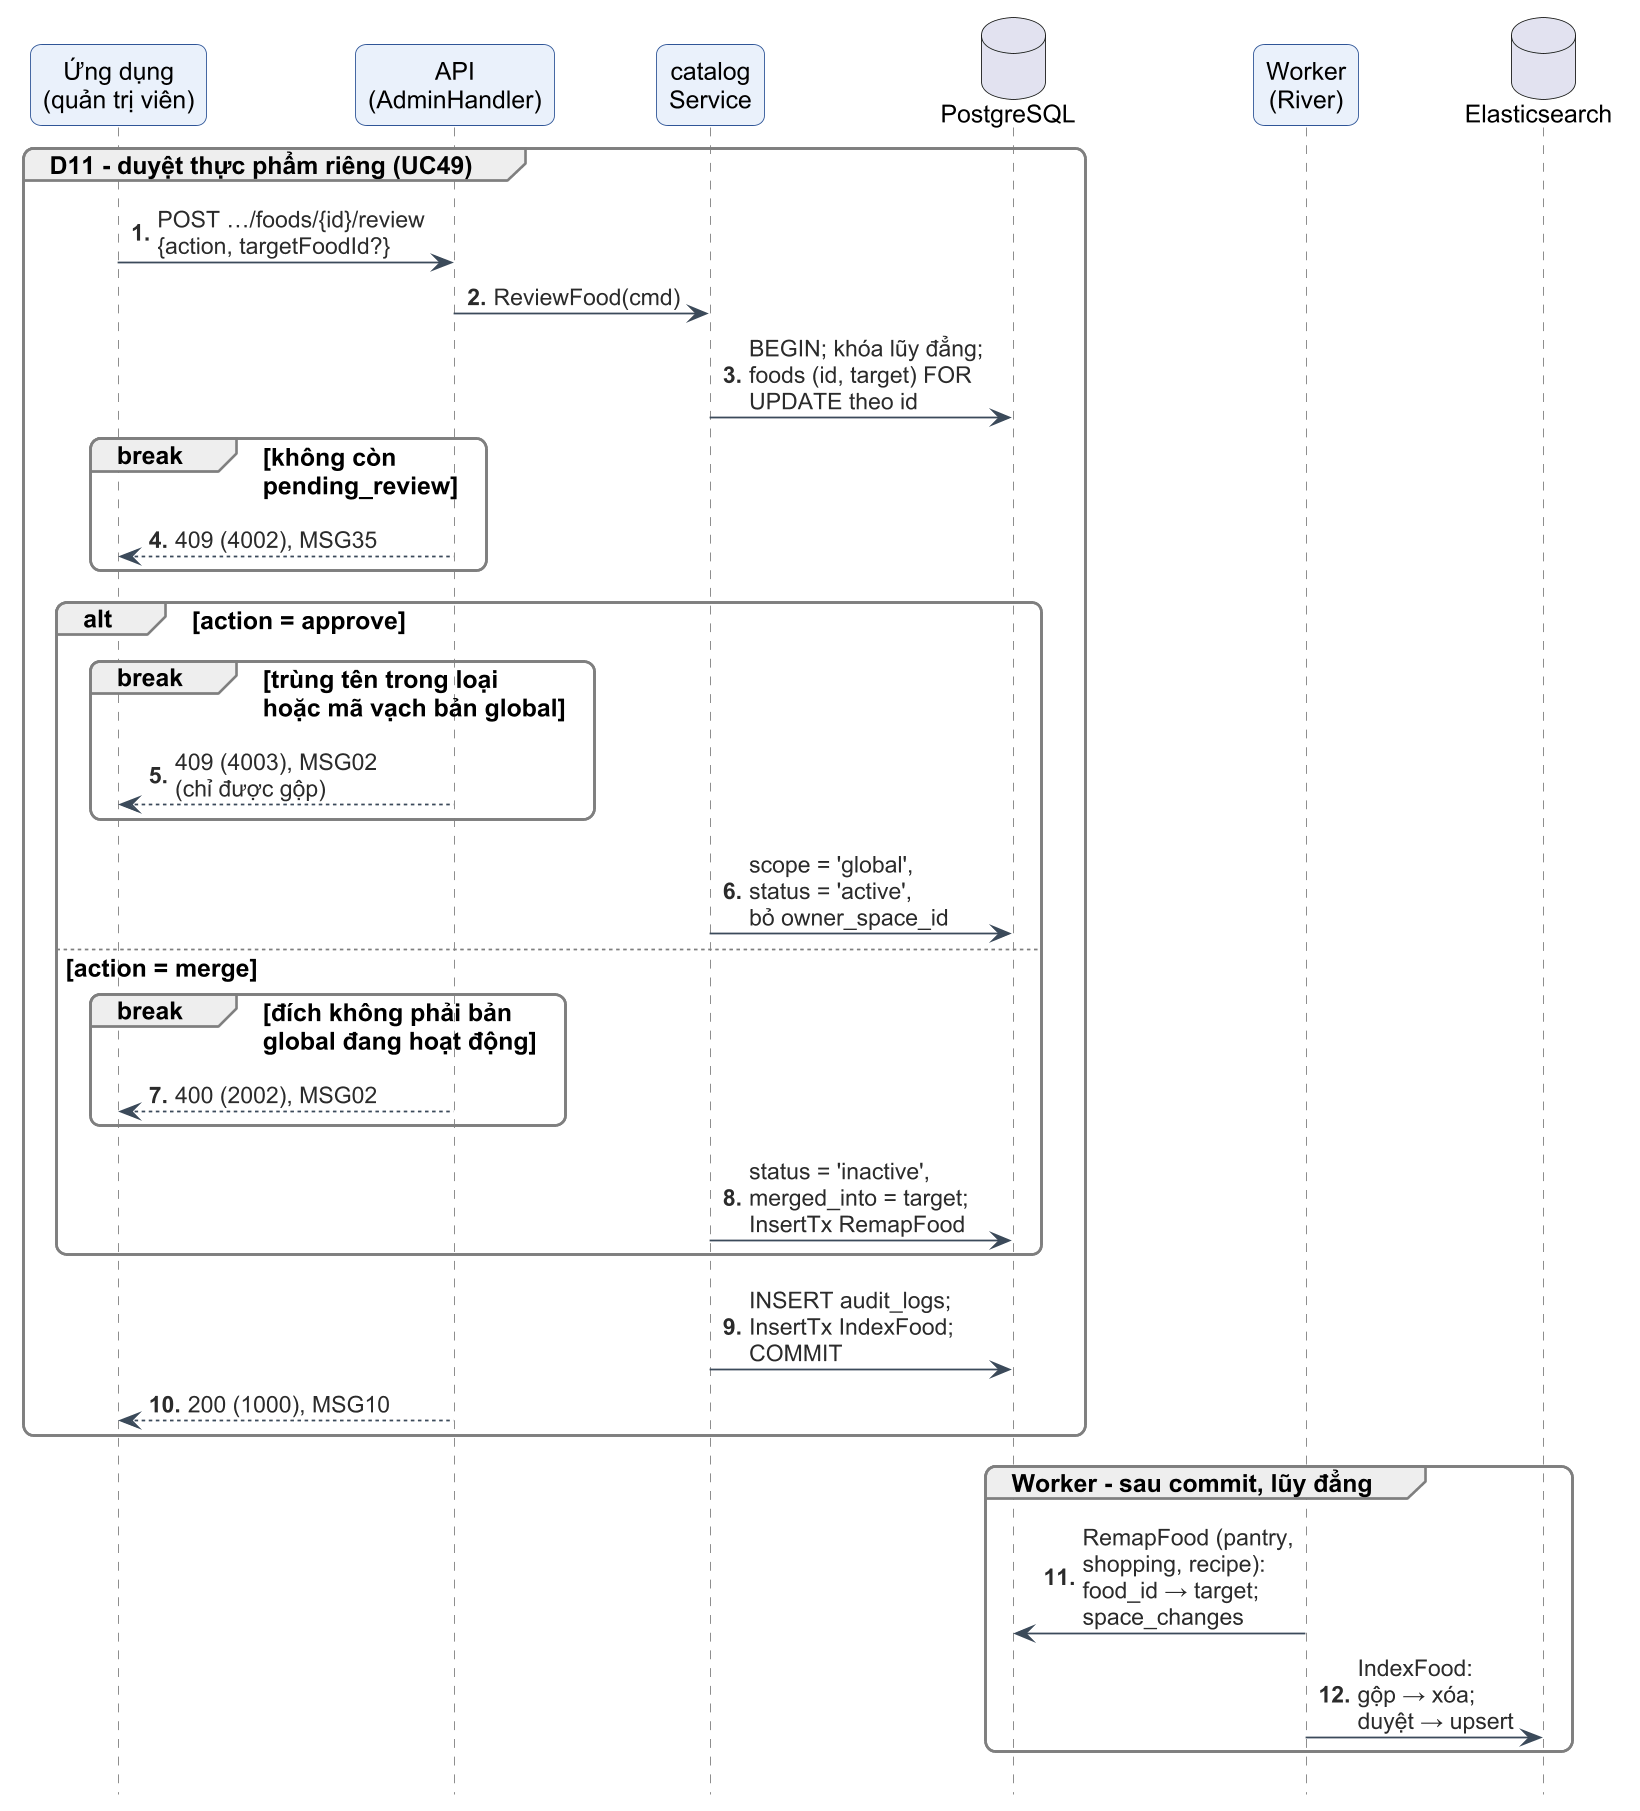 Ứng dụng
(quản trị viên)
API
(AdminHandler)
catalog
Service
PostgreSQL
Worker
(River)
Elasticsearch
D11 - duyệt thực phẩm riêng (UC49)
1. POST …/foods/{id}/review
{action, targetFoodId?}
2. ReviewFood(cmd)
BEGIN; khóa lũy đẳng;
3. foods (id, target) FOR
UPDATE theo id
break
[không còn
pending_review]
4. 409 (4002), MSG35
alt
[action = approve]
break
[trùng tên trong loại
hoặc mã vạch bản global]
5. 409 (4003), MSG02
(chỉ được gộp)
scope = 'global',
6. status = 'active',
bỏ owner_space_id
[action = merge]
break
[đích không phải bản
global đang hoạt động]
7. 400 (2002), MSG02
status = 'inactive',
8. merged_into = target;
InsertTx RemapFood
INSERT audit_logs;
9. InsertTx IndexFood;
COMMIT
10. 200 (1000), MSG10
Worker - sau commit, lũy đẳng
RemapFood (pantry,
shopping, recipe):
11. food_id → target;
space_changes
IndexFood:
12. gộp → xóa;
duyệt → upsert